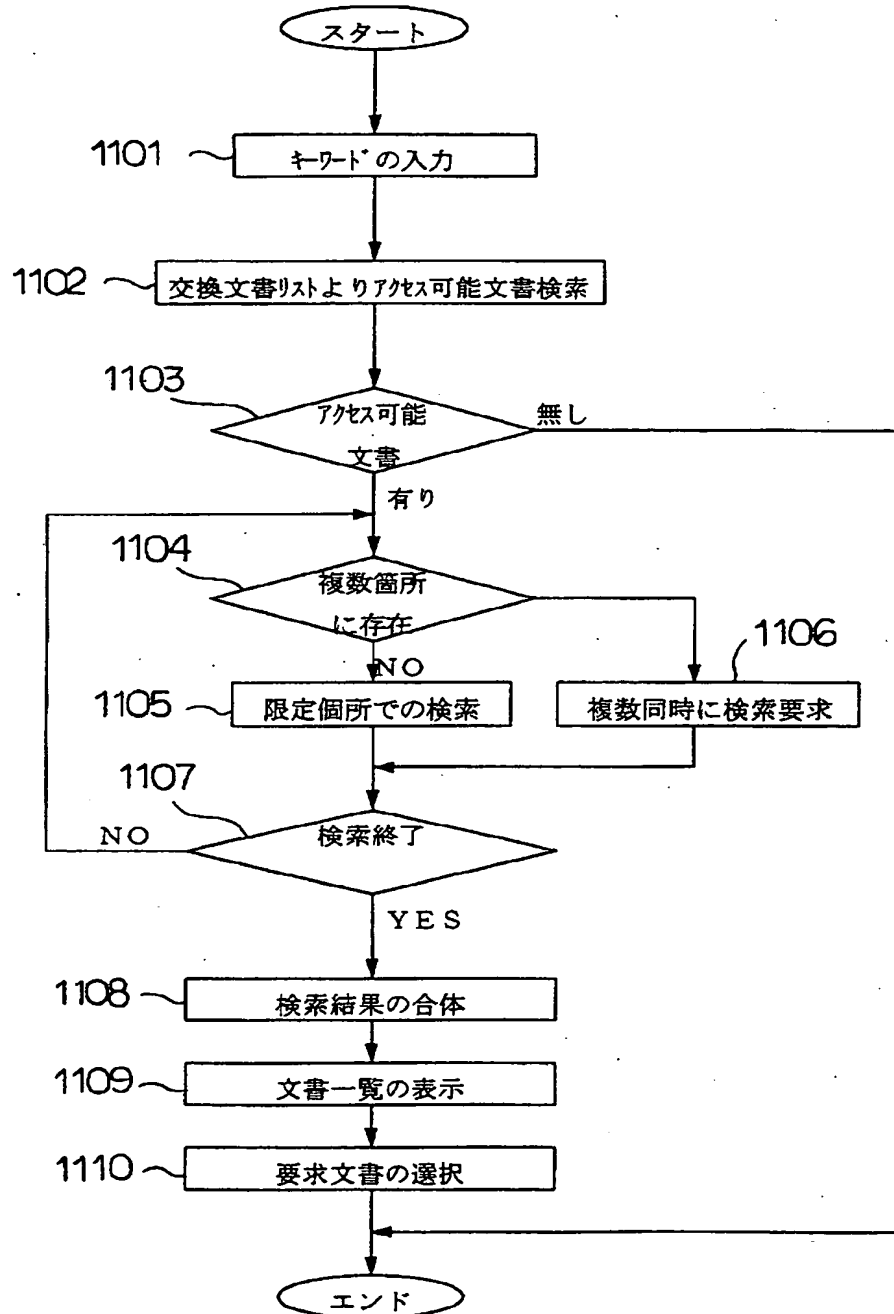 スタート
1101
キーワードの入力
1102
交換文書リストよりアクセス可能文書検索
1103
アクセス可能
文書
無し
有り
1104
複数箇所
に存在
NO
1106
1105
限定個所での検索
複数同時に検索要求
1107
検索終了
NO
YES
1108
検索結果の合体
1109
文書一覧の表示
1110
要求文書の選択
エンド